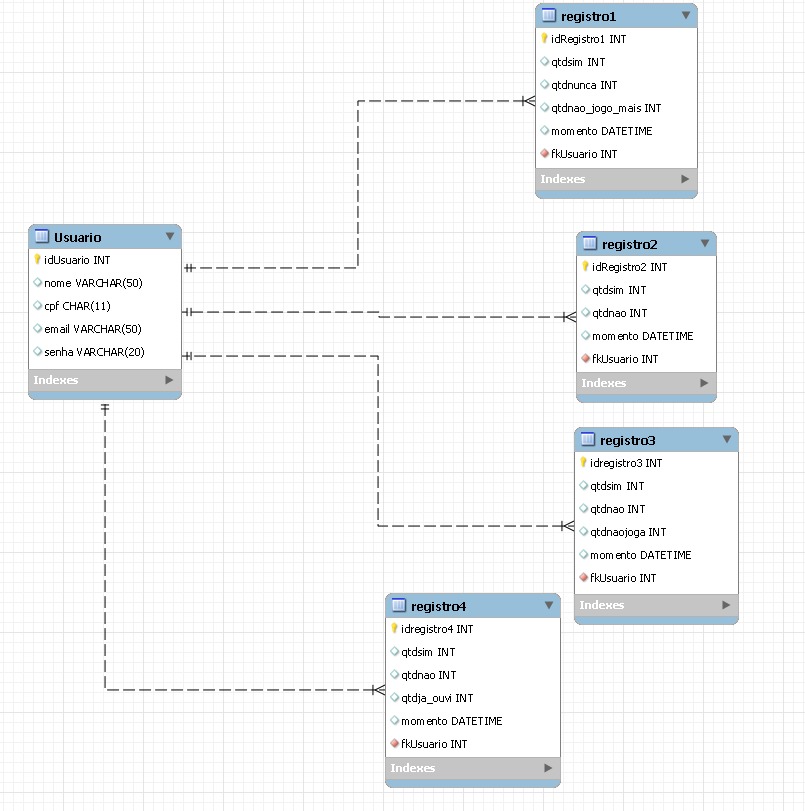 registro1
idRegistro1 INT
qtdsim INT
qtdnunca INT
qtdnao_jogo_mais INT
momento DATETIME
fkUsuario INT
Indexes
Usuario
idUsuario INT
nome VARCHAR(50)
cpf CHAR(11)
email VARCHAR(50)
senha VARCHAR(20)
Indexes
registro2
idRegistro2 INT
qtdsim INT
qtdnao INT
momento DATETIME
fkUsuario INT
Indexes
registro3
idregistro3 INT
qtdsim INT
qtdnao INT
qtdnaojoga INT
momento DATETIME
fkUsuario INT
Indexes
registro4
idregistro4 INT
qtdsim INT
qtdnao INT
qtdja_ouvi INT
momento DATETIME
fkUsuario INT
Indexes